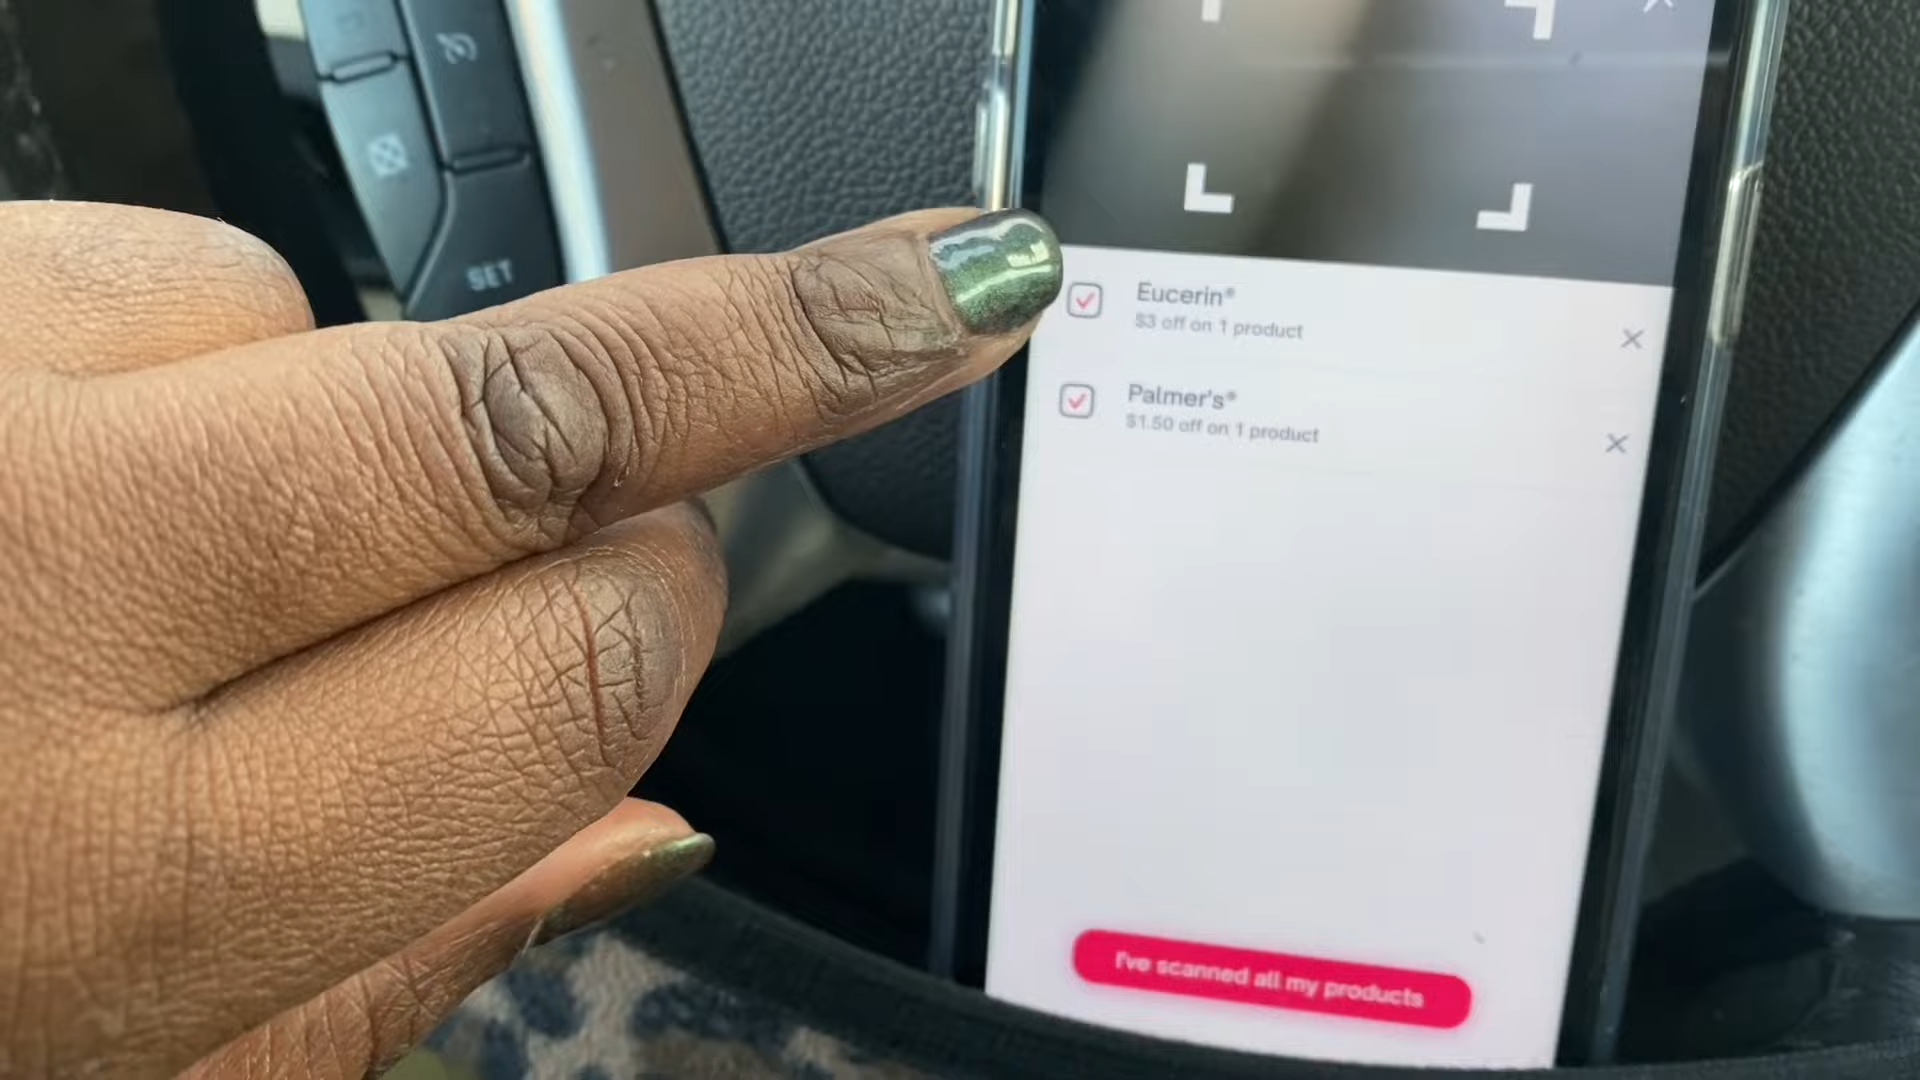 SET
Eucerin®
$3 off on 1 product
Palmer's®
$1.50 off on 1 product
I've scanned all my products